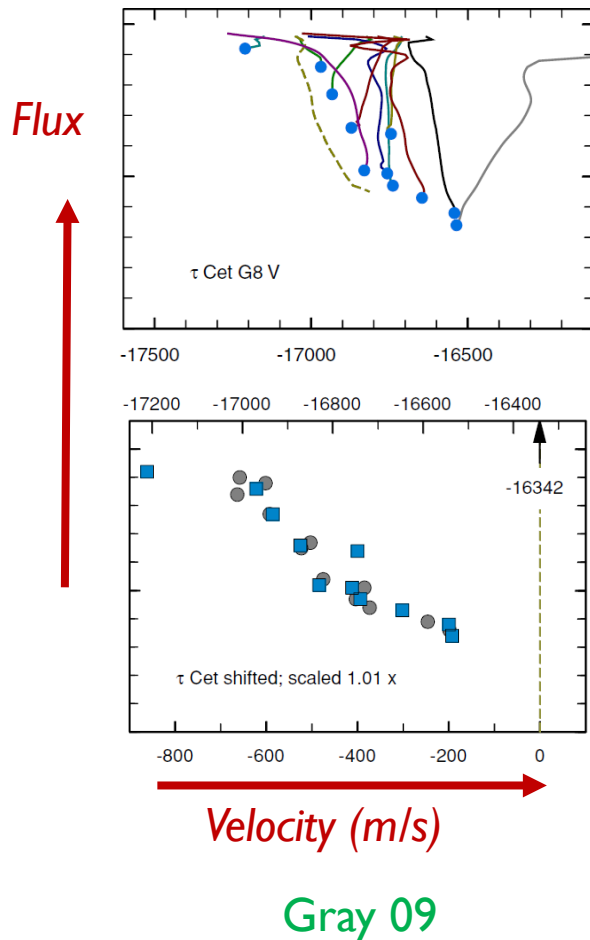 Flux
τ Cet G8 V
-17500 -17000 -16500
-17200 -17000 -16800 -16600 -16400
-16342
τ Cet shifted; scaled 1.01 x
-800 -600 -400 -200 0
Velocity (m/s)
Gray 09